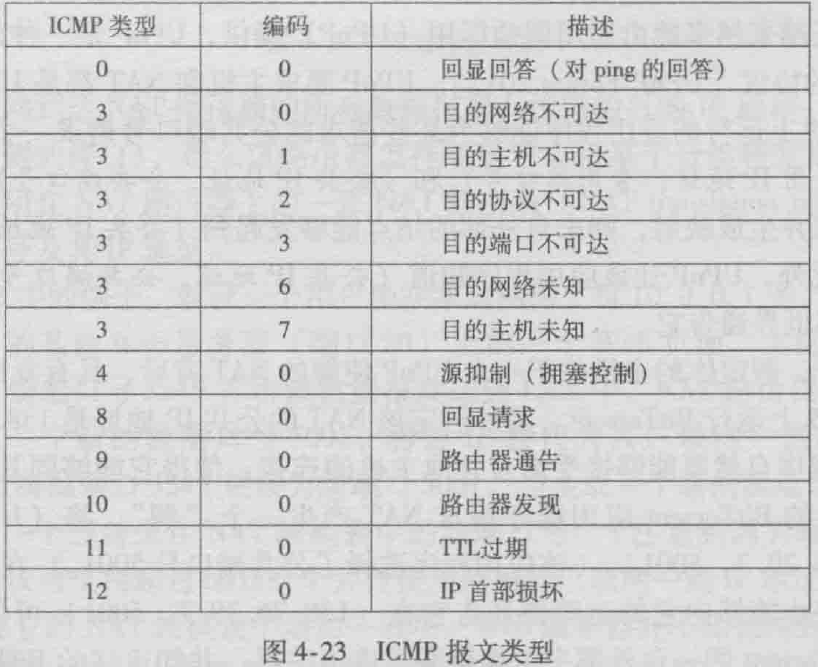 ICMP 类型 编码 描述
0 0 回显回答（对 ping 的回答）
3 0 目的网络不可达
3 1 目的主机不可达
3 2 目的协议不可达
3 3 目的端口不可达
3 6 目的网络未知
3 7 目的主机未知
4 0 源抑制（拥塞控制）
8 0 回显请求
9 0 路由器通告
10 0 路由器发现
11 0 TTL过期
12 0 IP 首部损坏
图 4-23 ICMP 报文类型